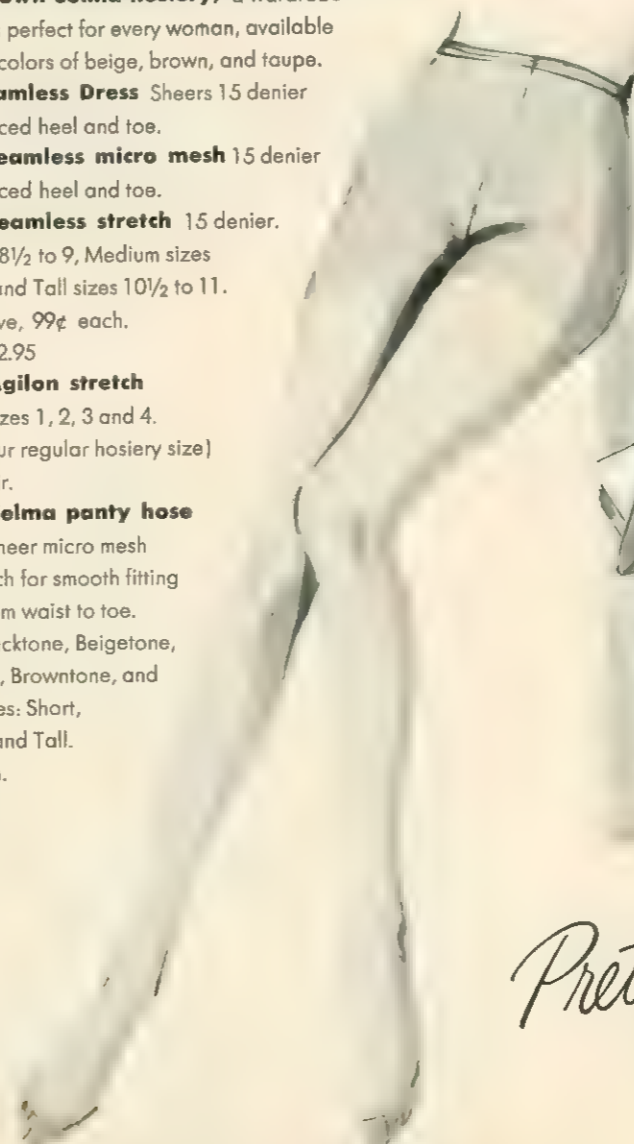 perfect for every woman, available
colors of beige, brown, and taupe.
amless Dress Sheers 15 denier
ced heel and toe.
eamless micro mesh 15 denier
ced heel and toe.
eamless stretch 15 denier.
8½ to 9, Medium sizes
nd Tall sizes 10½ to 11.
ve, 99¢ each.
2.95
gilon stretch
zes 1, 2, 3 and 4.
ur regular hosiery size)
r.
elma panty hose
heer micro mesh
ch for smooth fitting
m waist to toe.
cktone, Beigetone,
, Browntone, and
es: Short,
and Tall.
Pret